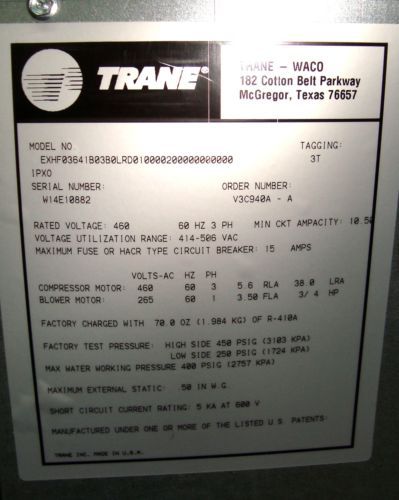 TRANE®
TRANE - WACO
182 Cotton Belt Parkway
McGregor, Texas 76657
MODEL NO. TAGGING:
3T
1PX0
SERIAL NUMBER: ORDER NUMBER:
W14E10882 V3C940A - A
RATED VOLTAGE: 460 60 HZ 3 PH MIN CKT AMPACITY: 10.50
VOLTAGE UTILIZATION RANGE: 414-506 VAC
MAXIMUM FUSE OR HACR TYPE CIRCUIT BREAKER: 15 AMPS
VOLTS-AC HZ PH
COMPRESSOR MOTOR: 460 60 3 5.6 RLA 38.0 LRA
BLOWER MOTOR: 265 60 1 3.50 FLA 3/ 4 HP
FACTORY CHARGED WITH 70.0 OZ (1.984 KG) OF R-410A
FACTORY TEST PRESSURE: HIGH SIDE 450 PSIG (3103 KPA)
LOW SIDE 250 PSIG (1724 KPA)
MAX WATER WORKING PRESSURE 400 PSIG (2757 KPA)
MAXIMUM EXTERNAL STATIC: .50 IN W.G.
SHORT CIRCUIT CURRENT RATING: 5 KA AT 600 V
MANUFACTURED UNDER ONE OR MORE OF THE LISTED U.S PATENTS:
TRANE INC. MADE IN U.S.A.